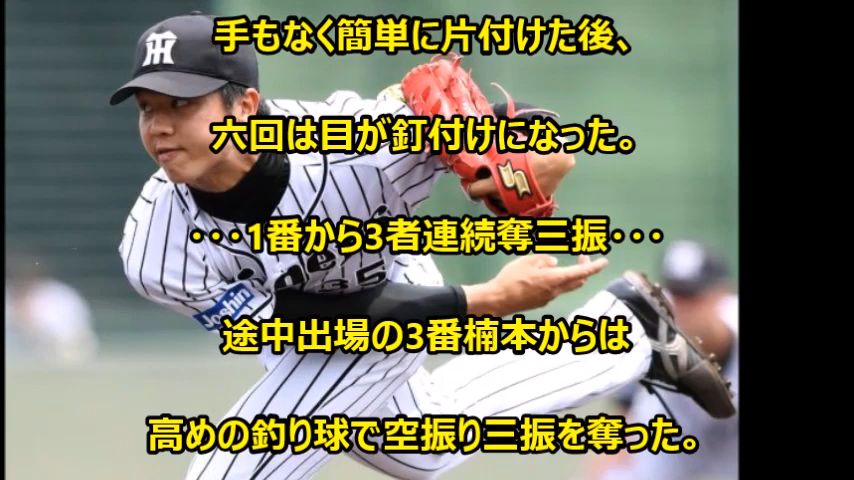 手もなく簡単に片付けた後、
六回は目が釘付けになった。
・・・1番から3者連続奪三振・・・
途中出場の3番楠本からは
高めの釣り球で空振り三振を奪った。
HT
35
Joshin
S